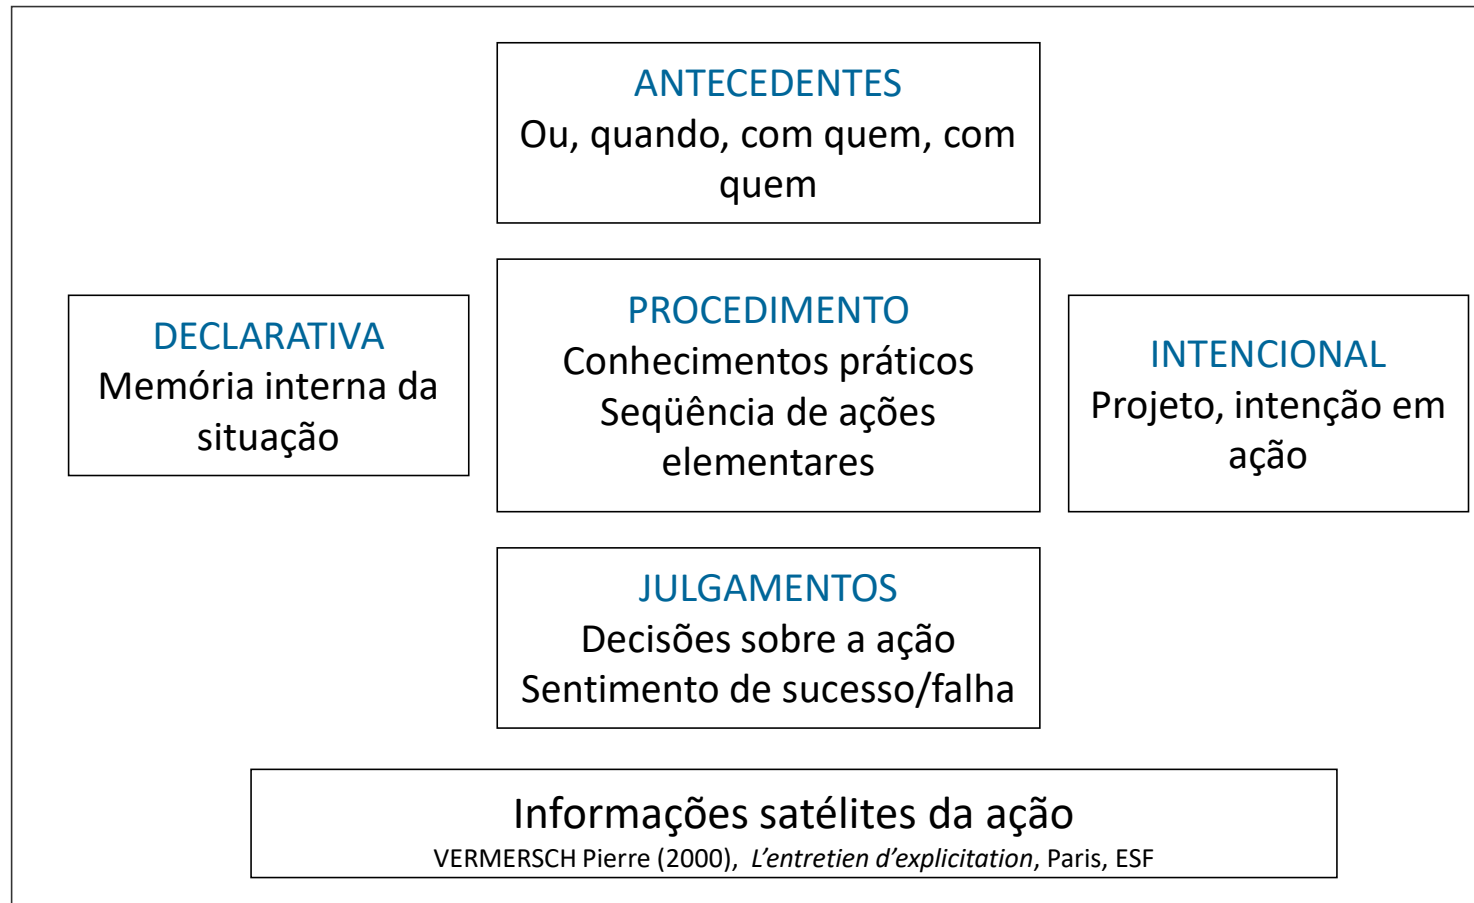 ANTECEDENTES
Ou, quando, com quem, com
quem
DECLARATIVA
Memória interna da
situação
PROCEDIMENTO
Conhecimentos práticos
Seqüência de ações
elementares
INTENCIONAL
Projeto, intenção em
ação
JULGAMENTOS
Decisões sobre a ação
Sentimento de sucesso/falha
Informações satélites da ação
VERMERSCH Pierre (2000), L’entretien d’explicitation, Paris, ESF